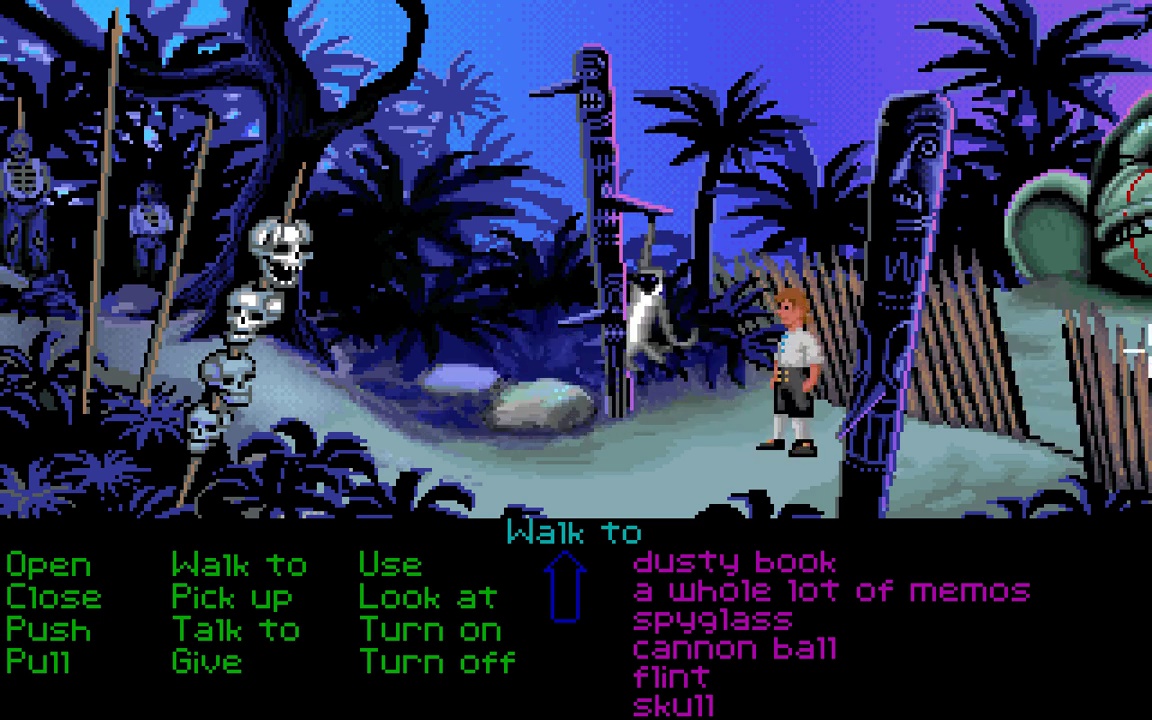 Walk to
Open Walk to Use
Close Pick up Look at
Push Talk to Turn on
Pull Give Turn off
dusty book
a whole lot of memos
spyglass
cannon ball
flint
skull